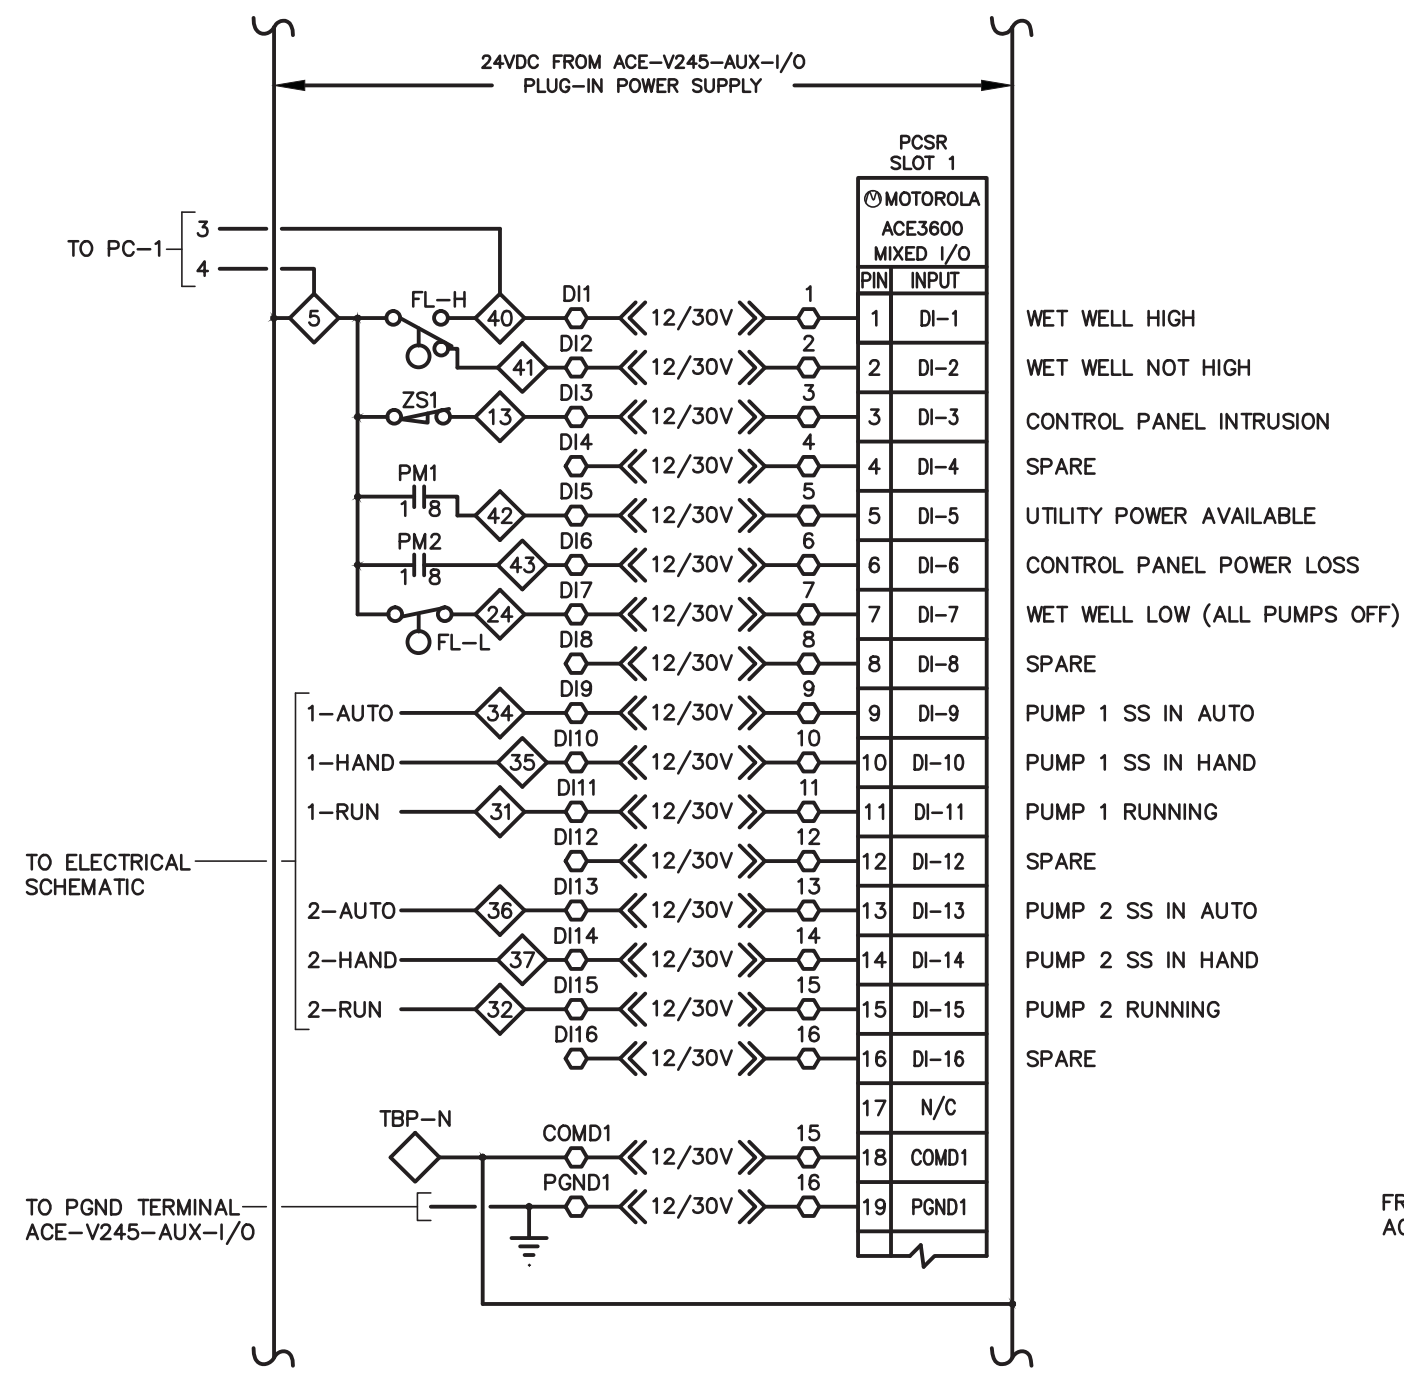 24VDC FROM ACE-V245-AUX-I/O
PLUG-IN POWER SUPPLY
PCSR
SLOT 1
MOTOROLA
ACE3600
MIXED I/O
PIN INPUT
TO PC-1
3
4
5 FL-H 40 DI1 12/30V 1 1 DI-1 WET WELL HIGH
41 DI2 12/30V 2 2 DI-2 WET WELL NOT HIGH
ZS1 13 DI3 12/30V 3 3 DI-3 CONTROL PANEL INTRUSION
DI4 12/30V 4 4 DI-4 SPARE
PM1 1 8 42 DI5 12/30V 5 5 DI-5 UTILITY POWER AVAILABLE
PM2 1 8 43 DI6 12/30V 6 6 DI-6 CONTROL PANEL POWER LOSS
FL-L 24 DI7 12/30V 7 7 DI-7 WET WELL LOW (ALL PUMPS OFF)
DI8 12/30V 8 8 DI-8 SPARE
1-AUTO 34 DI9 12/30V 9 9 DI-9 PUMP 1 SS IN AUTO
1-HAND 35 DI10 12/30V 10 10 DI-10 PUMP 1 SS IN HAND
1-RUN 31 DI11 12/30V 11 11 DI-11 PUMP 1 RUNNING
TO ELECTRICAL
SCHEMATIC
DI12 12/30V 12 12 DI-12 SPARE
2-AUTO 36 DI13 12/30V 13 13 DI-13 PUMP 2 SS IN AUTO
2-HAND 37 DI14 12/30V 14 14 DI-14 PUMP 2 SS IN HAND
2-RUN 32 DI15 12/30V 15 15 DI-15 PUMP 2 RUNNING
DI16 12/30V 16 16 DI-16 SPARE
17 N/C
TBP-N COMD1 12/30V 15 18 COMD1
PGND1 12/30V 16 19 PGND1
TO PGND TERMINAL
ACE-V245-AUX-I/O
FR
AC